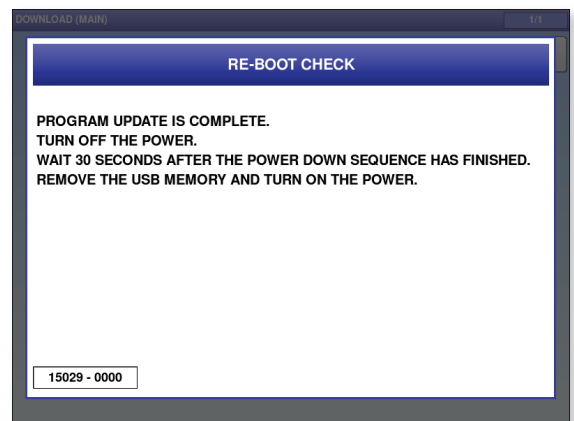 DOWNLOAD (MAIN)
1/1
RE-BOOT CHECK
PROGRAM UPDATE IS COMPLETE.
TURN OFF THE POWER.
WAIT 30 SECONDS AFTER THE POWER DOWN SEQUENCE HAS FINISHED.
REMOVE THE USB MEMORY AND TURN ON THE POWER.
15029 - 0000